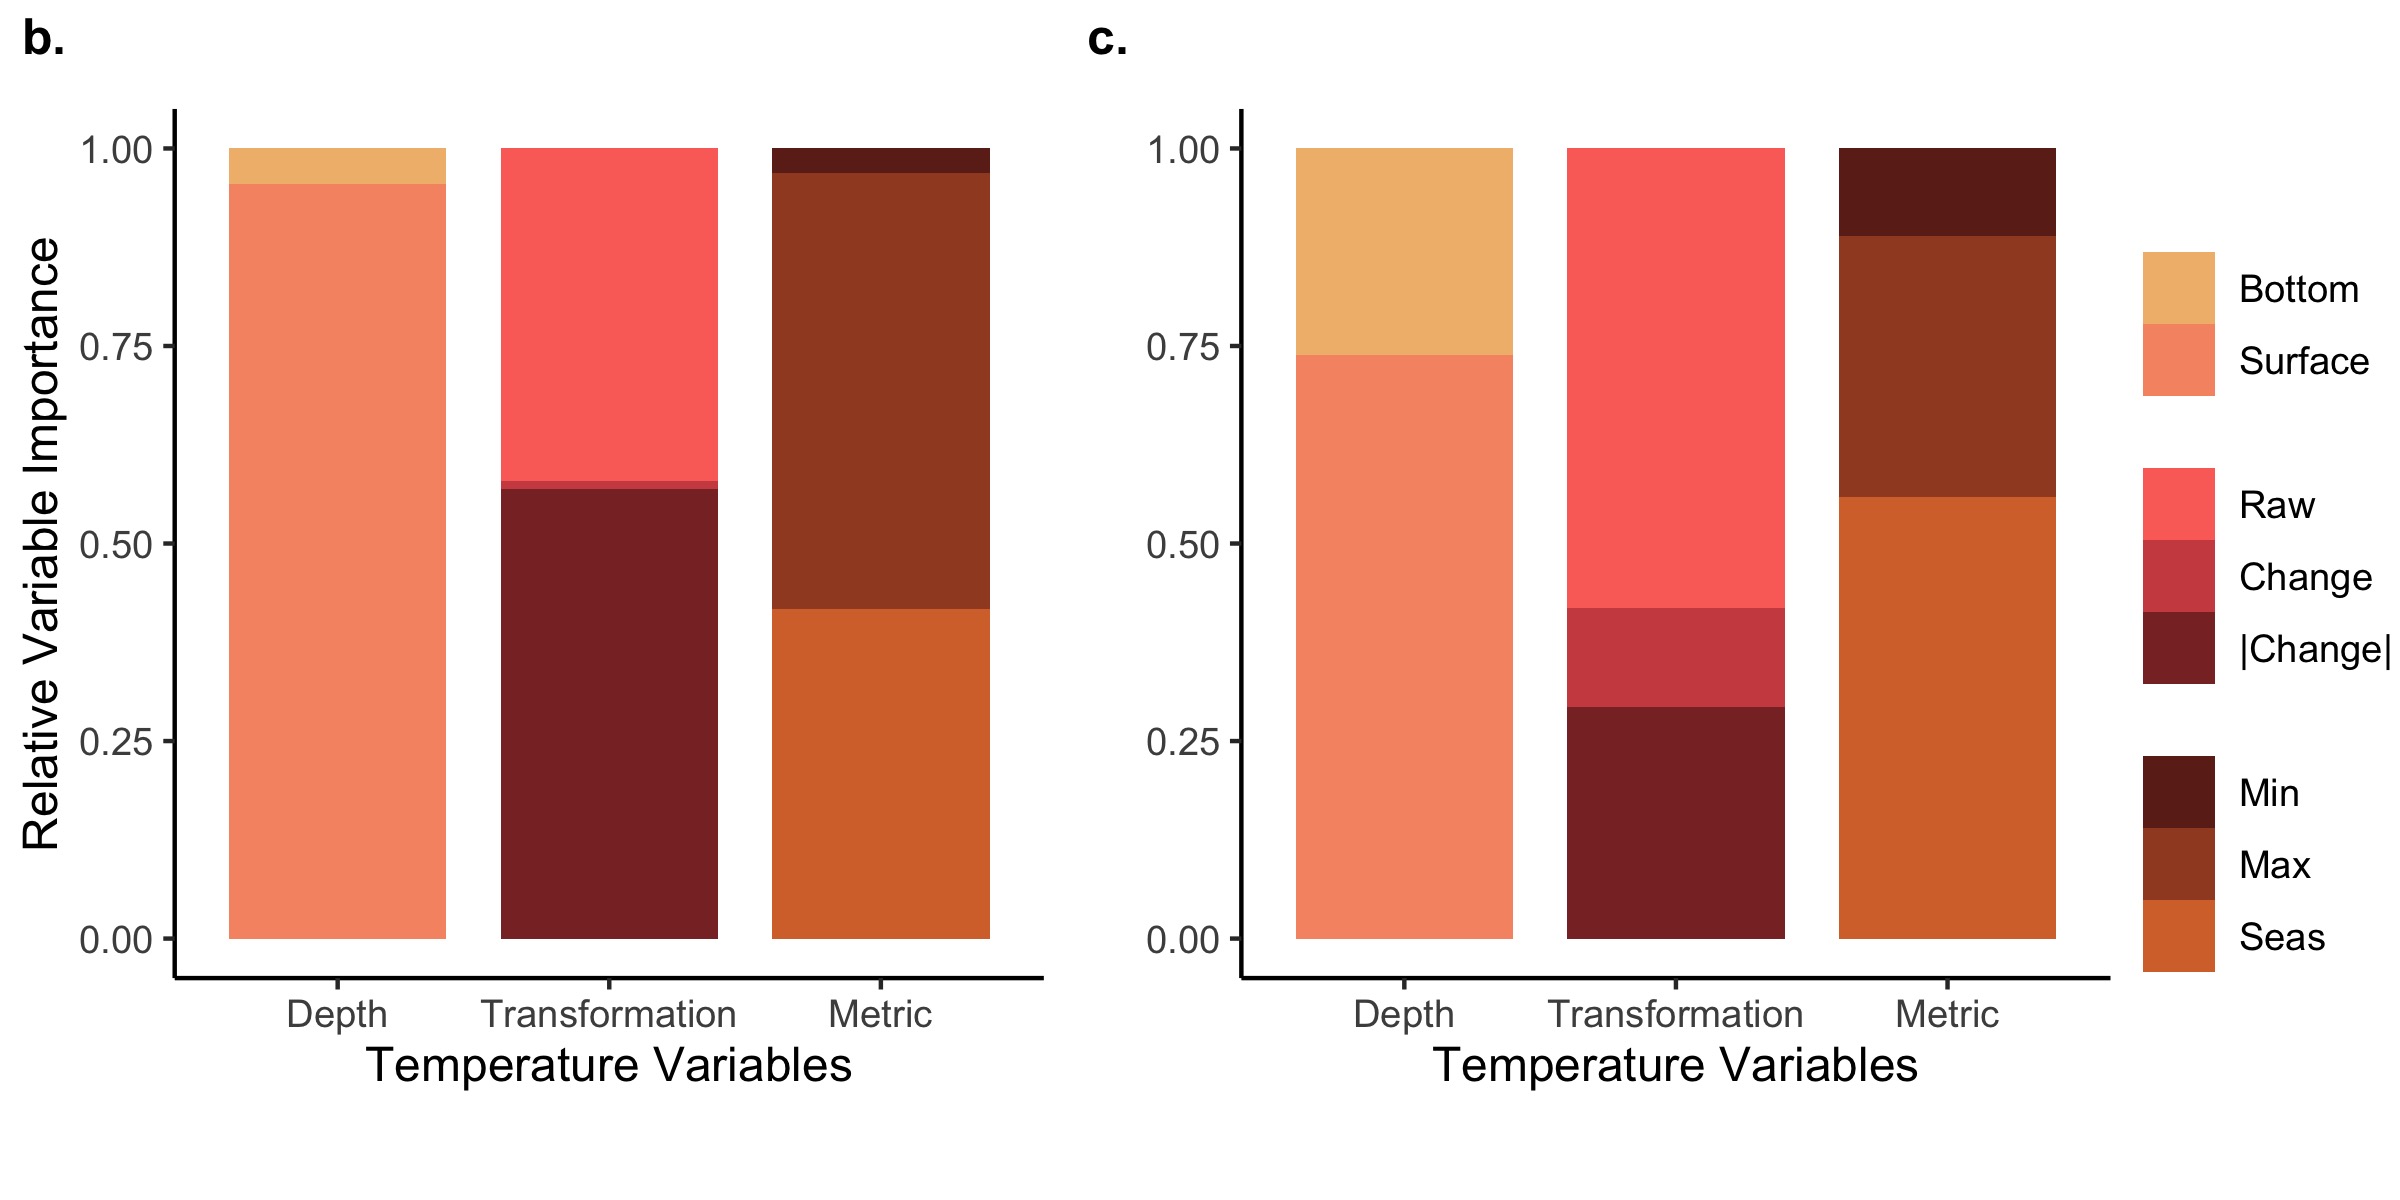 b.
Relative Variable Importance
1.00
0.75
0.50
0.25
0.00
Depth Transformation Metric
Temperature Variables
c.
1.00
0.75
0.50
0.25
0.00
Depth Transformation Metric
Temperature Variables
Bottom
Surface
Raw
Change
|Change|
Min
Max
Seas